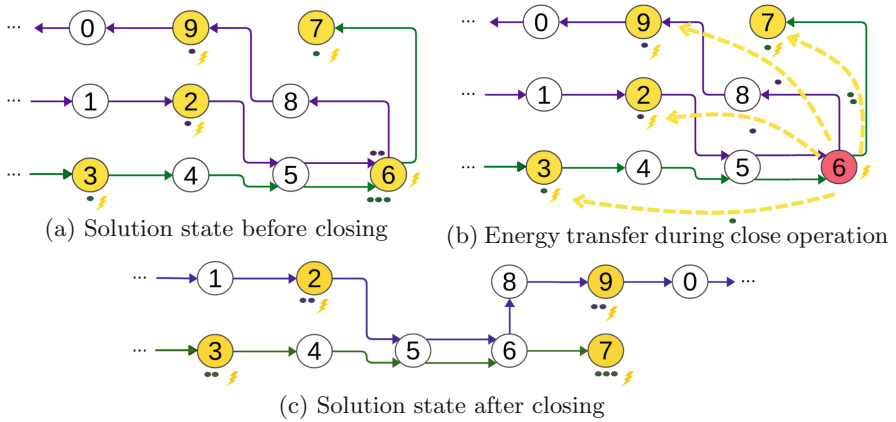 ... 0 9 7
... 1 2 8
... 3 4 5 6
(a) Solution state before closing
... 0 9 7
... 1 2 8
... 3 4 5 6
(b) Energy transfer during close operation
... 1 2 8 9 0 ...
... 3 4 5 6 7
(c) Solution state after closing